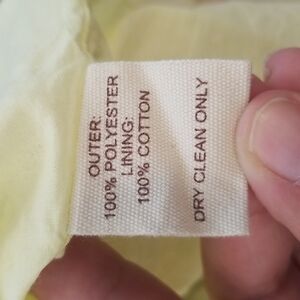 OUTER:
100% POLYESTER
LINING:
100% COTTON
DRY CLEAN ONLY